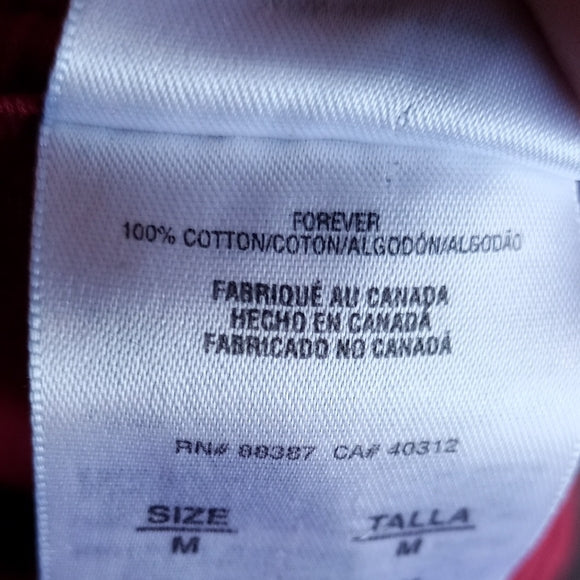 FOREVER
100% COTTON/COTON/ALGODÓN/ALGODÃO
FABRIQUÉ AU CANADA
HECHO EN CANADÁ
FABRICADO NO CANADÁ
RN# 88387 CA# 40312
SIZE TALLA
M M